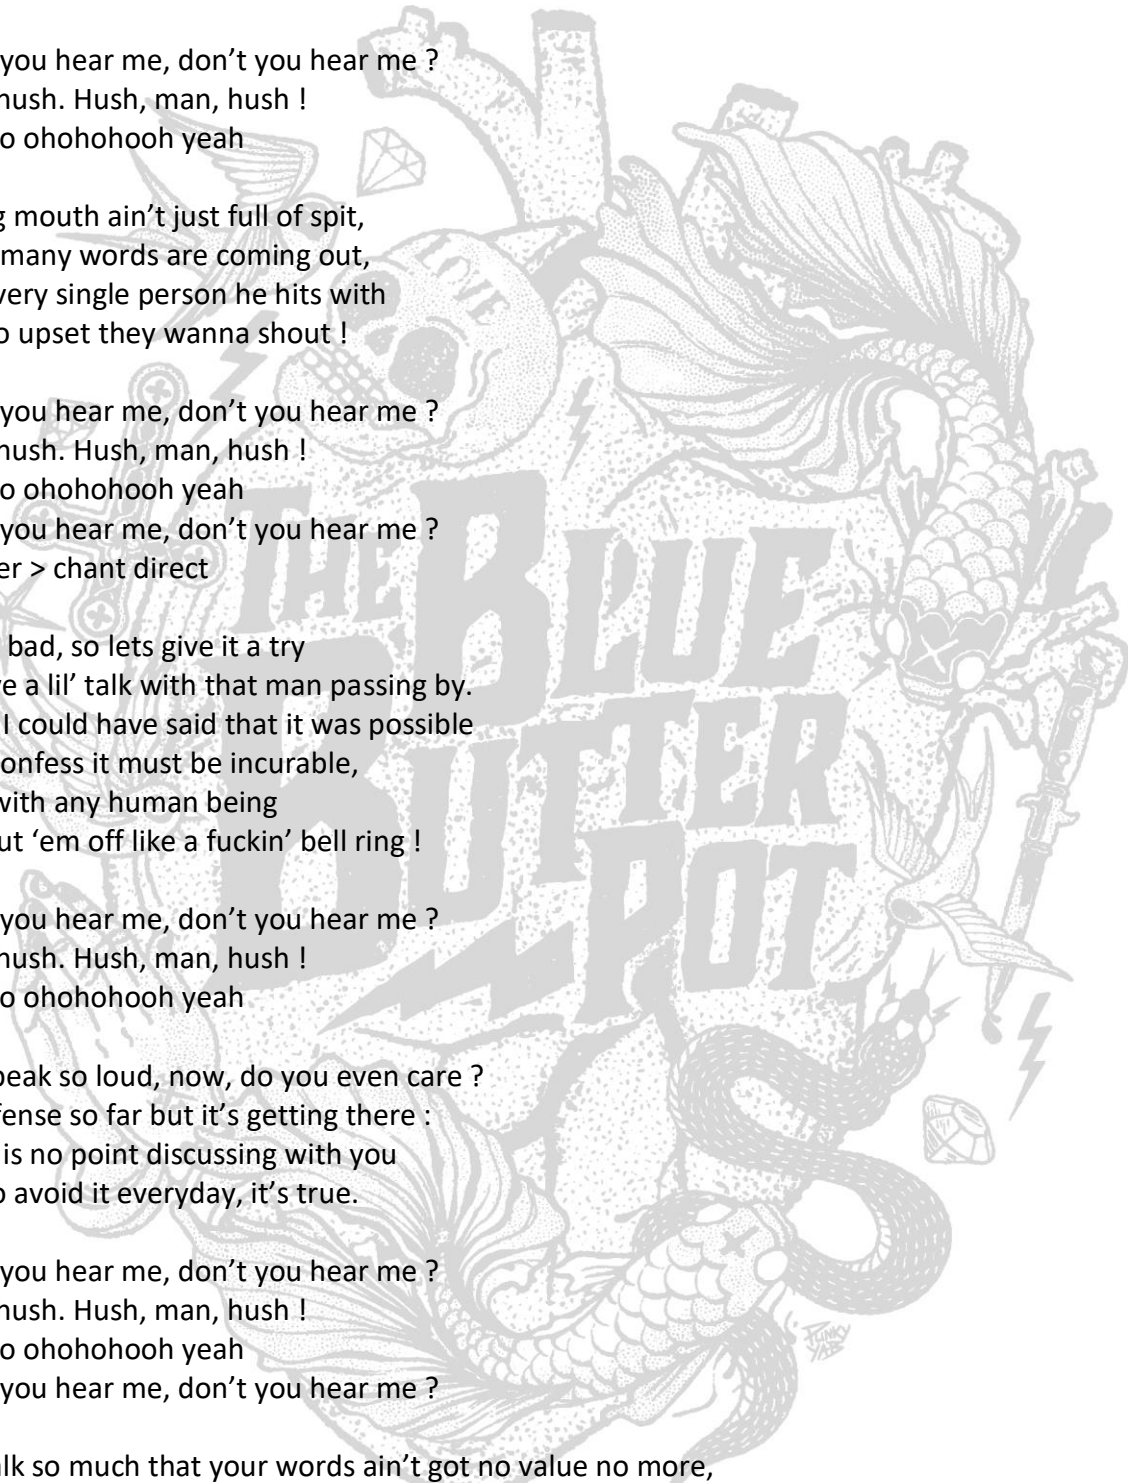 you hear me, don’t you hear me ?
hush. Hush, man, hush !
o ohohohooh yeah
g mouth ain’t just full of spit,
many words are coming out,
very single person he hits with
o upset they wanna shout !
you hear me, don’t you hear me ?
hush. Hush, man, hush !
o ohohohooh yeah
you hear me, don’t you hear me ?
er > chant direct
bad, so lets give it a try
e a lil’ talk with that man passing by.
I could have said that it was possible
onfess it must be incurable,
with any human being
ut ‘em off like a fuckin’ bell ring !
you hear me, don’t you hear me ?
hush. Hush, man, hush !
o ohohohooh yeah
peak so loud, now, do you even care ?
fense so far but it’s getting there :
is no point discussing with you
o avoid it everyday, it’s true.
you hear me, don’t you hear me ?
hush. Hush, man, hush !
o ohohohooh yeah
you hear me, don’t you hear me ?
lk so much that your words ain’t got no value no more,
LOVE
THE BLUE
BUTTER
POT
PUNKY